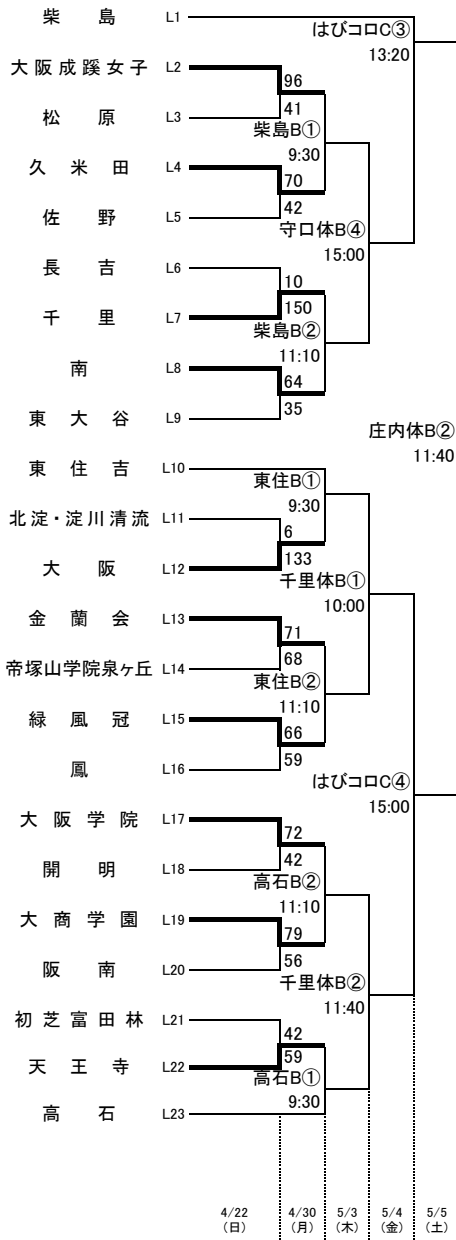 柴島 L1
はびコロC③
13:20
大阪成蹊女子 L2
96
41
松原 L3
柴島B①
9:30
久米田 L4
70
42
佐野 L5
守口体B④
15:00
長吉 L6
10
150
千里 L7
柴島B②
11:10
南 L8
64
35
東大谷 L9
庄内体B②
11:40
東住吉 L10
東住B①
9:30
北淀・淀川清流 L11
6
133
大阪 L12
千里体B①
10:00
金蘭会 L13
71
68
帝塚山学院泉ヶ丘 L14
東住B②
11:10
緑風冠 L15
66
59
鳳 L16
はびコロC④
15:00
大阪学院 L17
72
42
開明 L18
高石B②
11:10
大商学園 L19
79
56
阪南 L20
千里体B②
11:40
初芝富田林 L21
42
59
天王寺 L22
高石B①
9:30
高石 L23
4/22 4/30 5/3 5/4 5/5
(日) (月) (木) (金) (土)